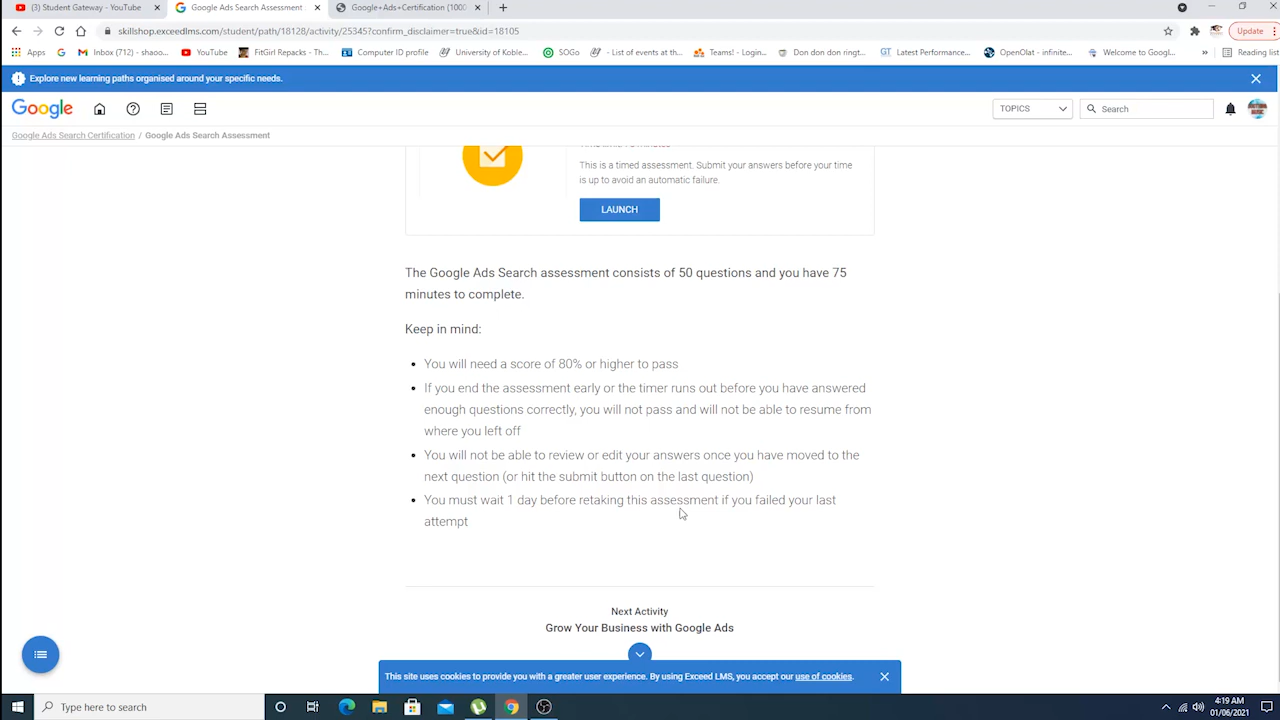 (3) Student Gateway - YouTube
Google Ads Search Assessment
Google+Ads+Certification (1000
skillshop.exceedlms.com/student/path/18128/activity/25345?confirm_disclaimer=true&id=18105
Update
Apps
Inbox (712) - shaoo...
YouTube
FitGirl Repacks - Th...
Computer ID profile
University of Koble...
SOGo
- List of events at th...
Teams! - Login...
Don don don ringt...
Latest Performance...
OpenOlat - infinite...
Welcome to Googl...
»
Reading list
Explore new learning paths organised around your specific needs.
Google
TOPICS
Search
Google Ads Search Certification / Google Ads Search Assessment
This is a timed assessment. Submit your answers before your time
is up to avoid an automatic failure.
LAUNCH
The Google Ads Search assessment consists of 50 questions and you have 75
minutes to complete.
Keep in mind:
• You will need a score of 80% or higher to pass
• If you end the assessment early or the timer runs out before you have answered
enough questions correctly, you will not pass and will not be able to resume from
where you left off
• You will not be able to review or edit your answers once you have moved to the
next question (or hit the submit button on the last question)
• You must wait 1 day before retaking this assessment if you failed your last
attempt
Next Activity
Grow Your Business with Google Ads
This site uses cookies to provide you with a greater user experience. By using Exceed LMS, you accept our use of cookies.
Type here to search
4:19 AM
01/06/2021